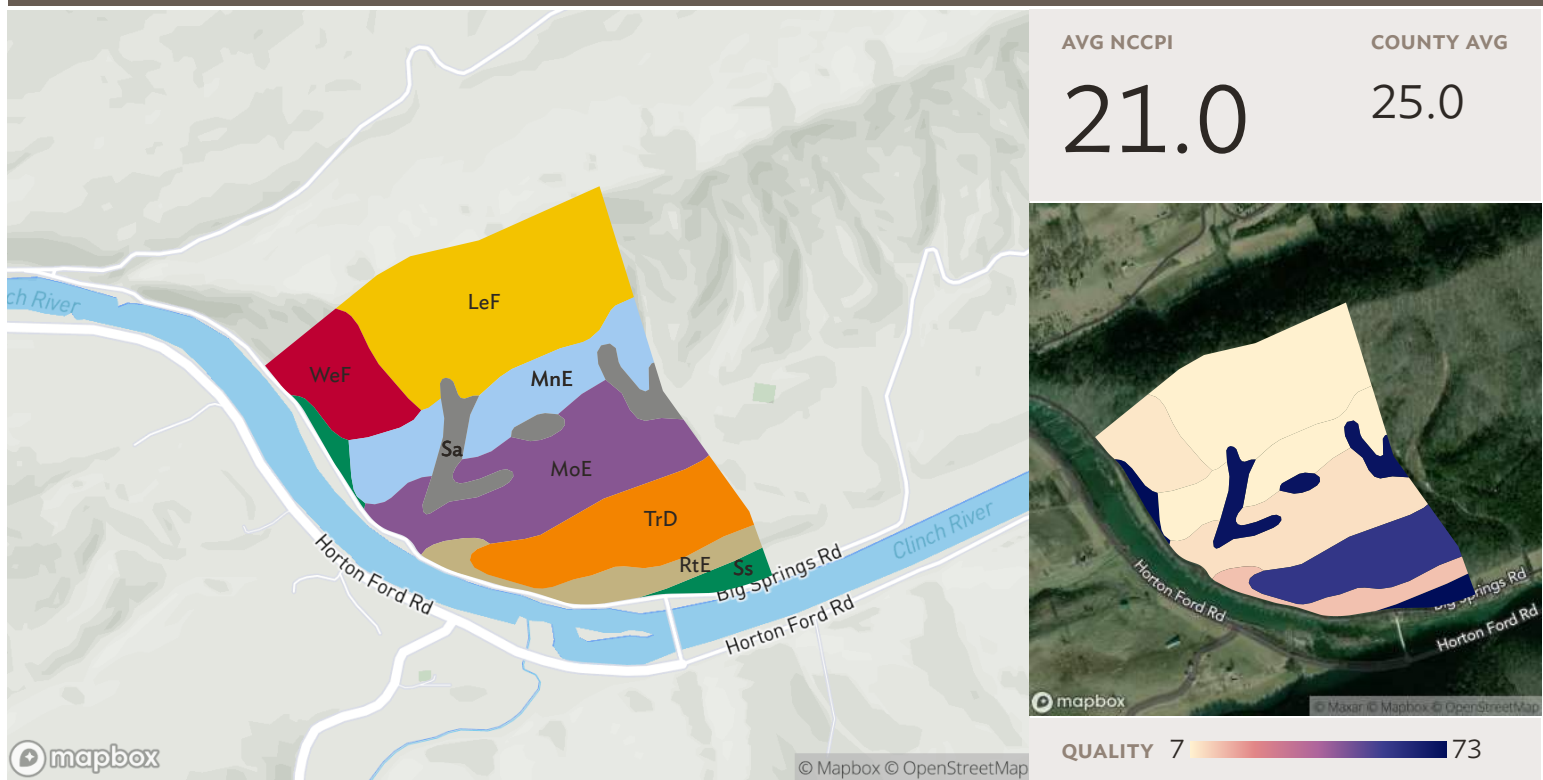 AVG NCCPI
COUNTY AVG
21.0
25.0
ch River
LeF
WeF
MnE
Sa
MoE
TrD
RtE
Ss
Horton Ford Rd
Big Springs Rd
Clinch River
Horton Ford Rd
mapbox
© Mapbox © OpenStreetMap
Horton Ford Rd
Big Springs Rd
Horton Ford Rd
mapbox
© Maxar © Mapbox © OpenStreetMap
QUALITY 7 73